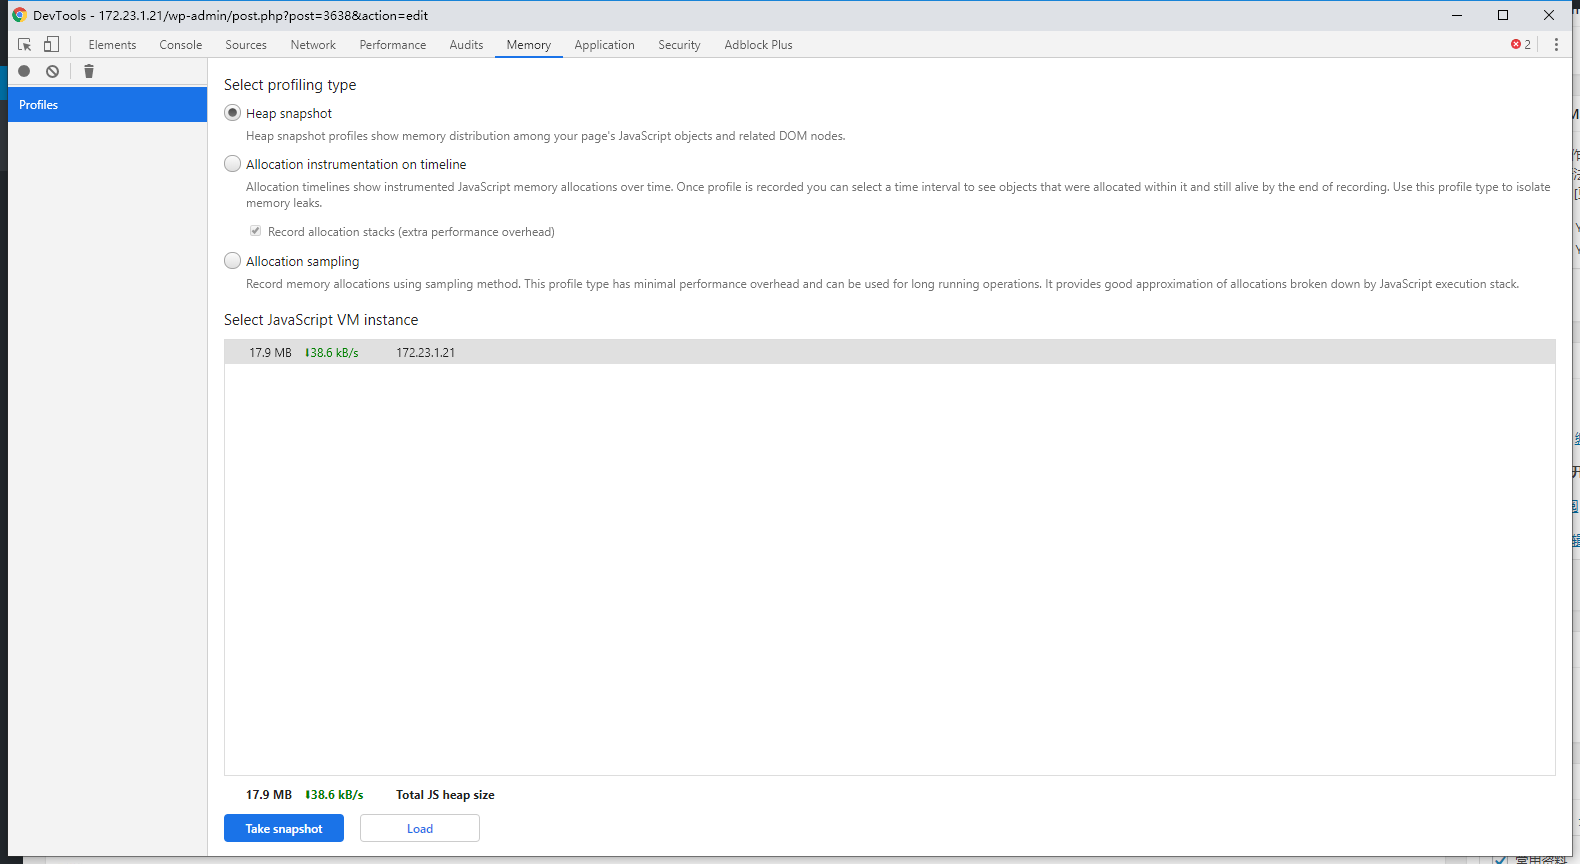 DevTools - 172.23.1.21/wp-admin/post.php?post=3638&action=edit
Elements Console Sources Network Performance Audits Memory Application Security Adblock Plus 2
Profiles
Select profiling type
Heap snapshot
Heap snapshot profiles show memory distribution among your page's JavaScript objects and related DOM nodes.
Allocation instrumentation on timeline
Allocation timelines show instrumented JavaScript memory allocations over time. Once profile is recorded you can select a time interval to see objects that were allocated within it and still alive by the end of recording. Use this profile type to isolate
memory leaks.
Record allocation stacks (extra performance overhead)
Allocation sampling
Record memory allocations using sampling method. This profile type has minimal performance overhead and can be used for long running operations. It provides good approximation of allocations broken down by JavaScript execution stack.
Select JavaScript VM instance
17.9 MB ⬇38.6 kB/s 172.23.1.21
17.9 MB ⬇38.6 kB/s Total JS heap size
Take snapshot Load
常用资料